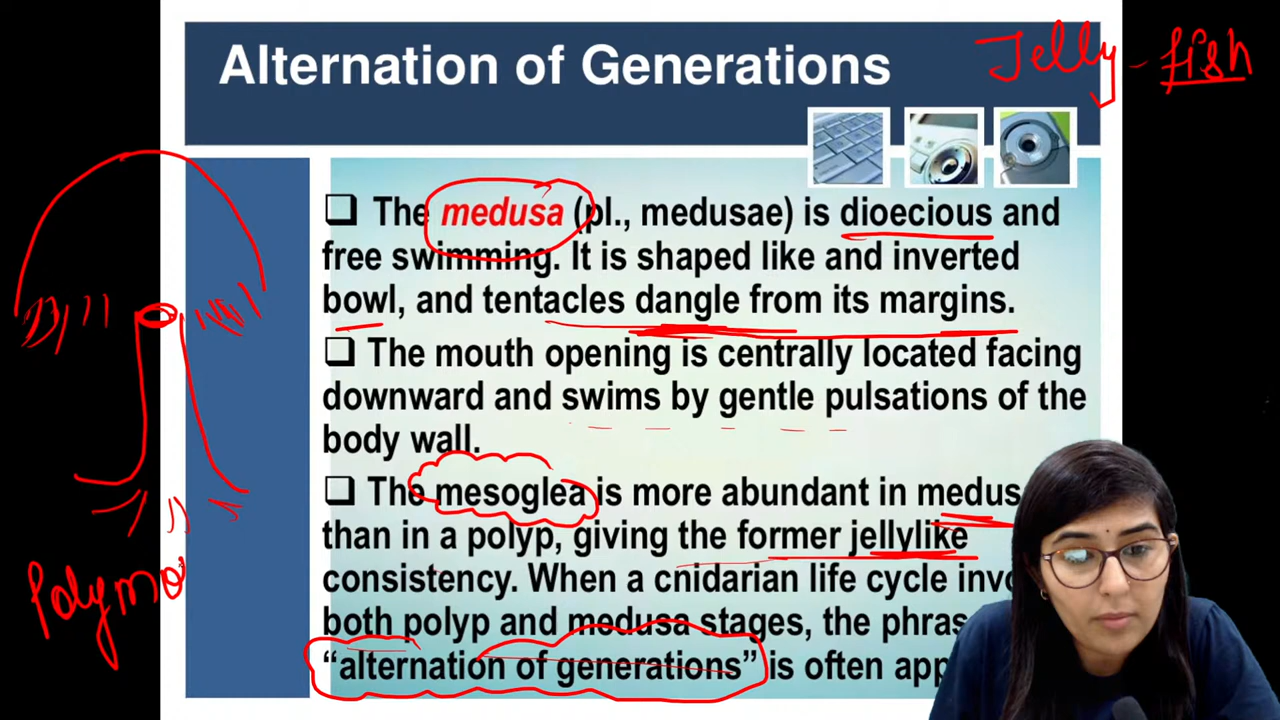 Alternation of Generations
Jelly-fish
❑ The medusa (pl., medusae) is dioecious and
free swimming. It is shaped like and inverted
bowl, and tentacles dangle from its margins.
❑ The mouth opening is centrally located facing
downward and swims by gentle pulsations of the
body wall.
❑ The mesoglea is more abundant in medus
than in a polyp, giving the former jellylike
consistency. When a cnidarian life cycle invo
both polyp and medusa stages, the phras
"alternation of generations" is often app
Polymo